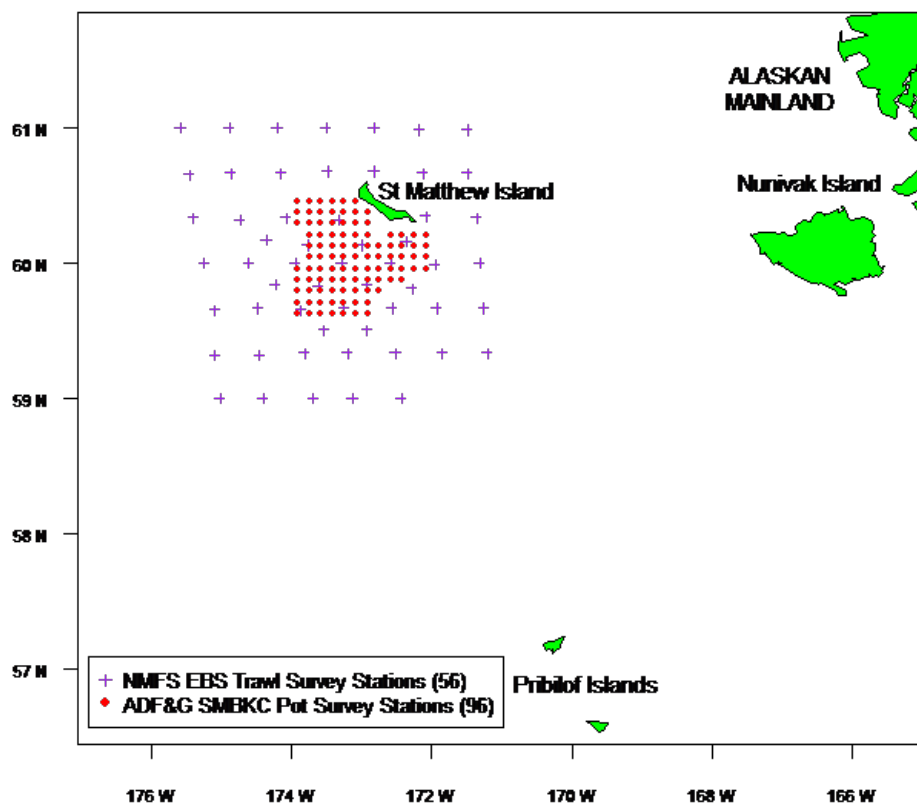 ALASKAN
MAINLAND
61 N
St Matthew Island
Nunivak Island
60 N
59 N
58 N
57 N
NMFS EBS Trawl Survey Stations (56)
ADF&G SMBKC Pot Survey Stations (96)
Pribilof Islands
176 W
174 W
172 W
170 W
168 W
166 W